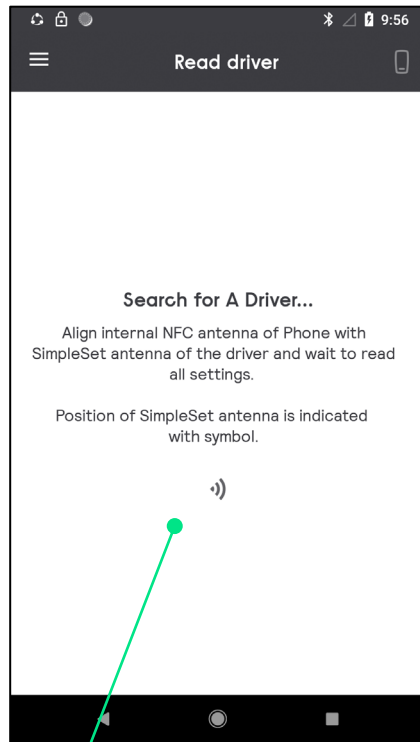 9:56
Read driver
Search for A Driver...
Align internal NFC antenna of Phone with
SimpleSet antenna of the driver and wait to read
all settings.
Position of SimpleSet antenna is indicated
with symbol.